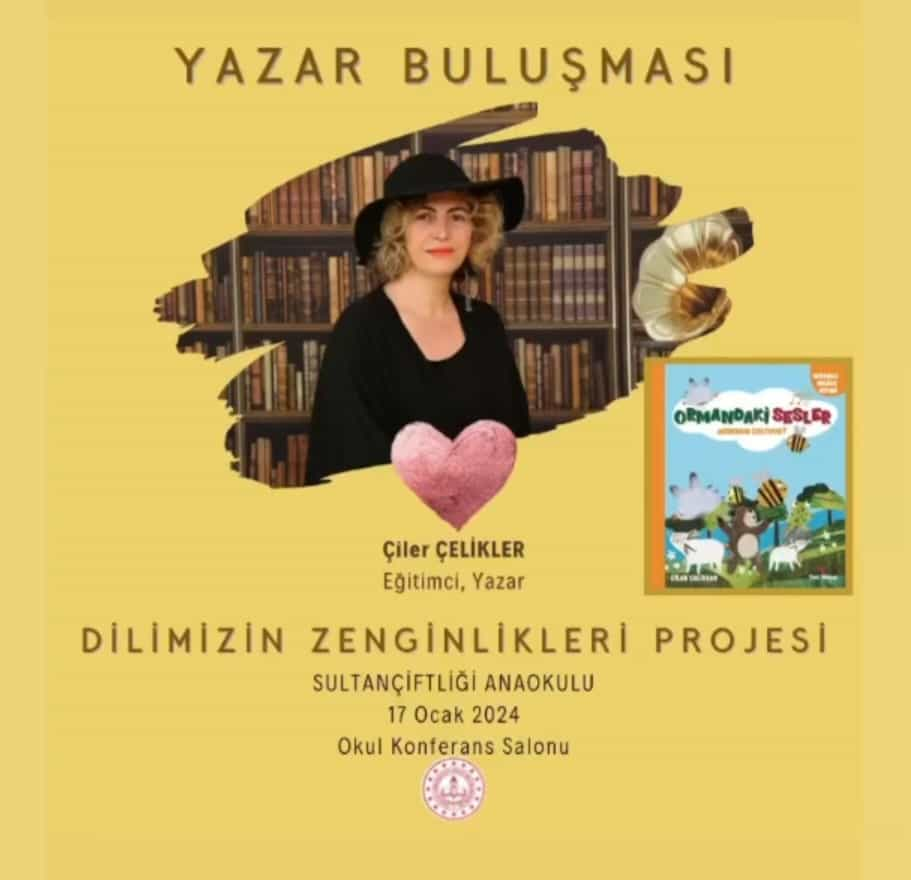 YAZAR BULUŞMASI
ORMANDAKİ SESLER
Çiler ÇELİKLER
Eğitimci, Yazar
DİLİMİZİN ZENGİNLİKLERİ PROJESİ
SULTANÇİFTLİĞİ ANAOKULU
17 Ocak 2024
Okul Konferans Salonu